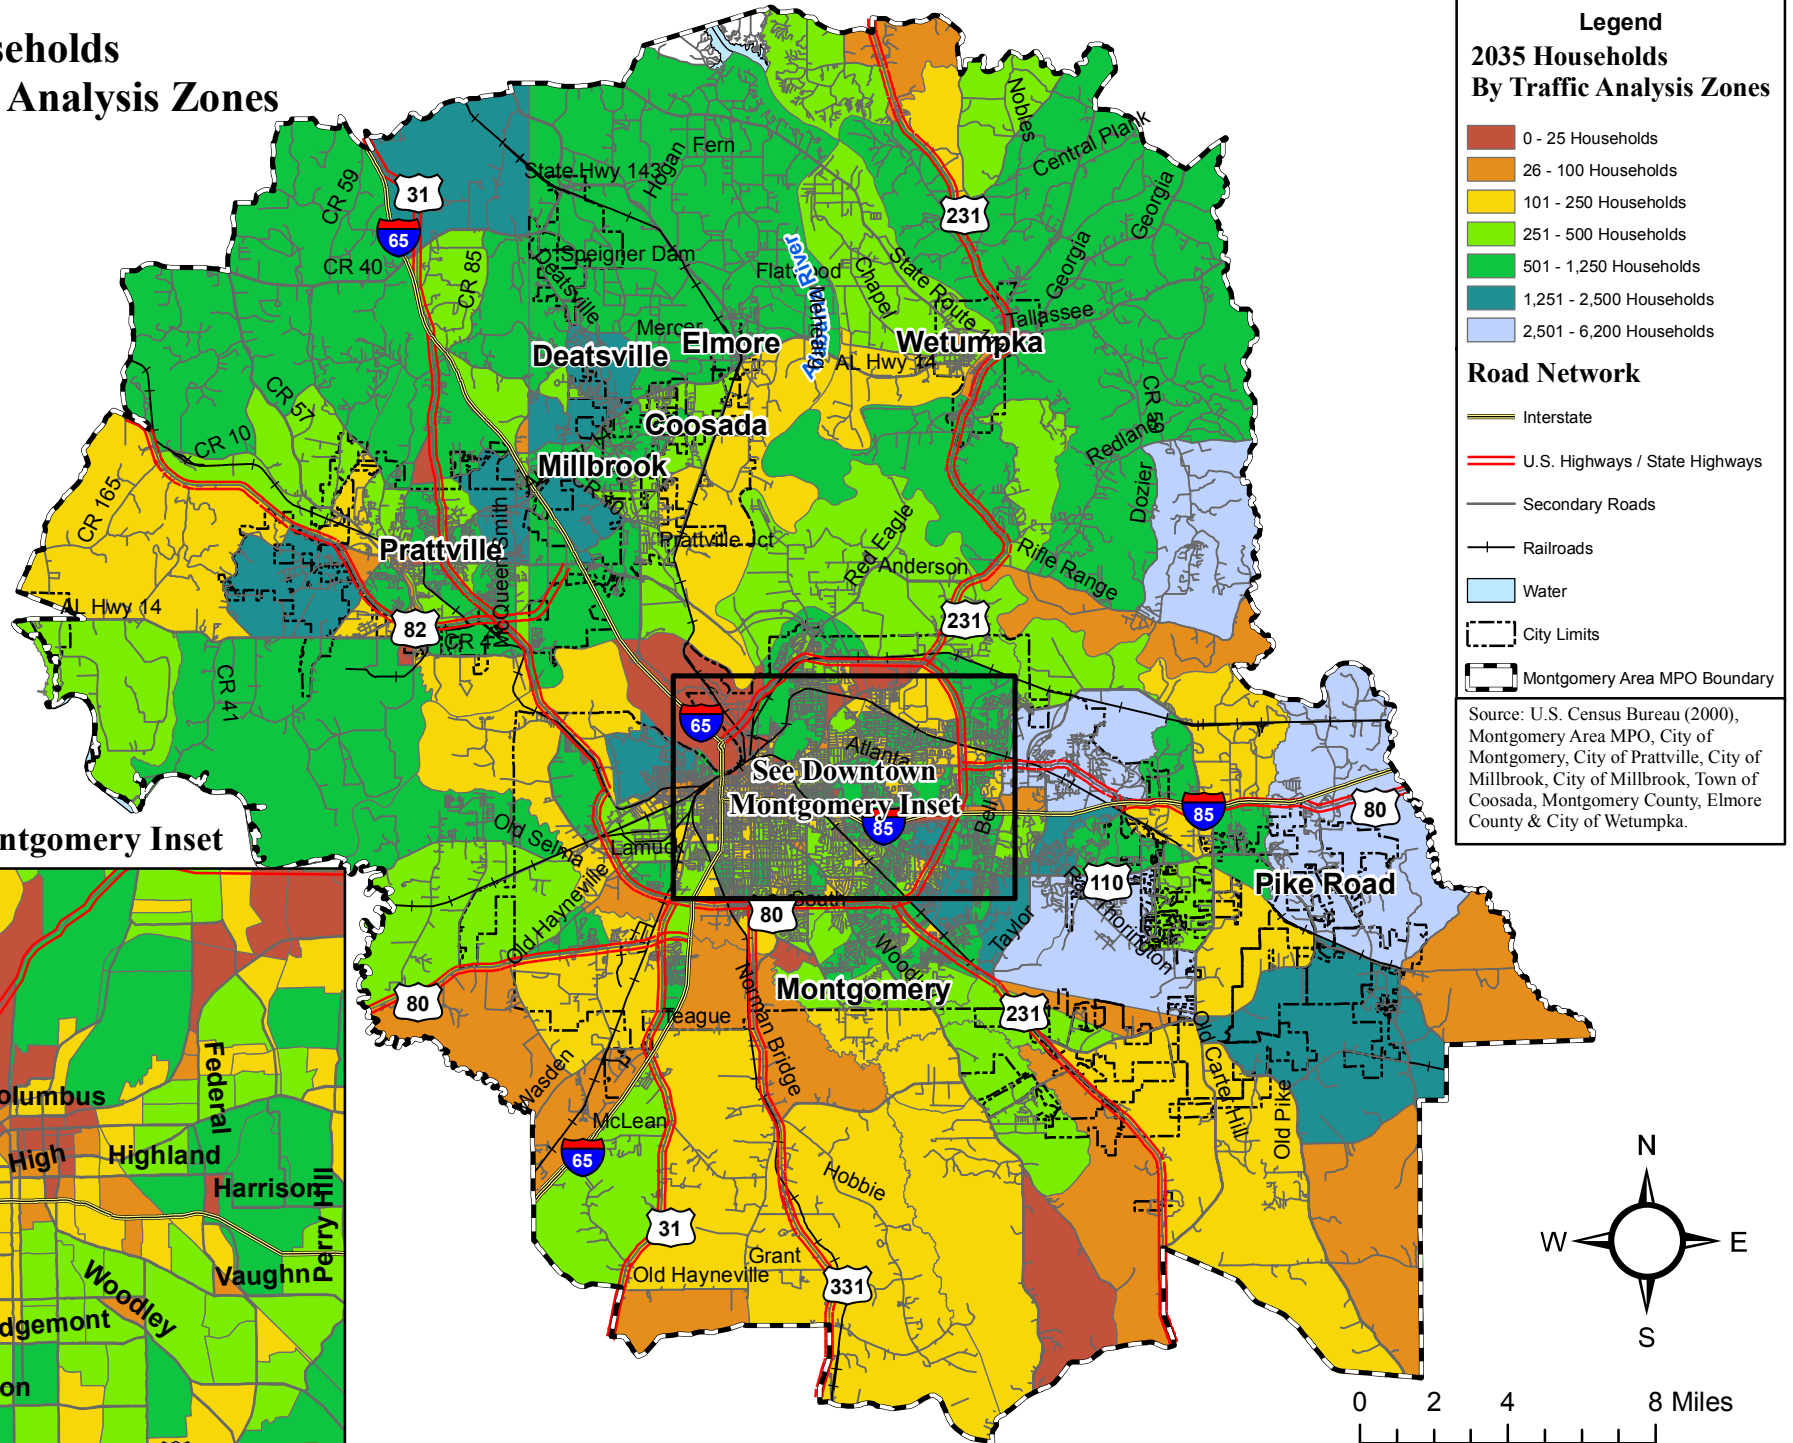 seholds
Analysis Zones
Legend
2035 Households
By Traffic Analysis Zones
0 - 25 Households
26 - 100 Households
101 - 250 Households
251 - 500 Households
501 - 1,250 Households
1,251 - 2,500 Households
2,501 - 6,200 Households
Road Network
Interstate
U.S. Highways / State Highways
Secondary Roads
Railroads
Water
City Limits
Montgomery Area MPO Boundary
Source: U.S. Census Bureau (2000),
Montgomery Area MPO, City of
Montgomery, City of Prattville, City of
Millbrook, City of Millbrook, Town of
Coosada, Montgomery County, Elmore
County & City of Wetumpka.
Nobles
Central Plank
Fern
Hogan
State Hwy 143
CR 59
31
65
231
Georgia
Georgia
CR 40
CR 85
Speigner Dam
Deatsville
Flatwood
Chapel
State Route 1
Tallassee
Mercer
Elmore
Deatsville
Wetumpka
AL Hwy 14
CR 57
CR 10
Coosada
CR 165
Millbrook
CR 40
Redland
Dozier
Prattville
McQueen Smith
Prattville Jct
Red Eagle
Anderson
Rifle Range
AL Hwy 14
82
CR 4
231
CR 41
65
Atlanta
See Downtown
Montgomery Inset
85
Bell
85
80
Old Selma
Lamuck
Old Hayneville
80
South
110
Pike Road
Taylor
Woodl
80
Montgomery
231
Teague
Norman Bridge
Wasden
McLean
65
Old Carter Hill
Old Pike
Hobbie
31
Grant
Old Hayneville
331
ntgomery Inset
Federal
olumbus
High
Highland
Harrison
Perry Hill
Vaughn
Woodley
dgemont
on
N
W
E
S
0 2 4 8 Miles